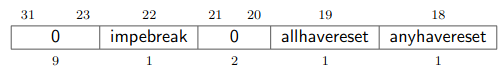 31 23 22 21 20 19 18
0 impebreak 0 allhavereset anyhavereset
9 1 2 1 1